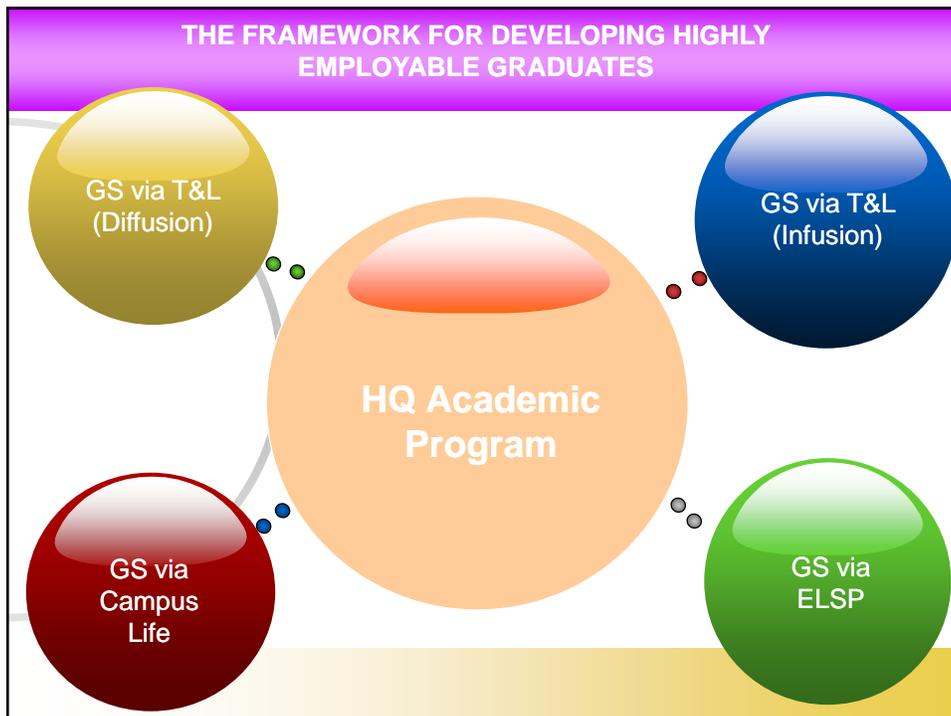 THE FRAMEWORK FOR DEVELOPING HIGHLY
EMPLOYABLE GRADUATES
GS via T&L
(Diffusion)
GS via T&L
(Infusion)
HQ Academic
Program
GS via
Campus
Life
GS via
ELSP